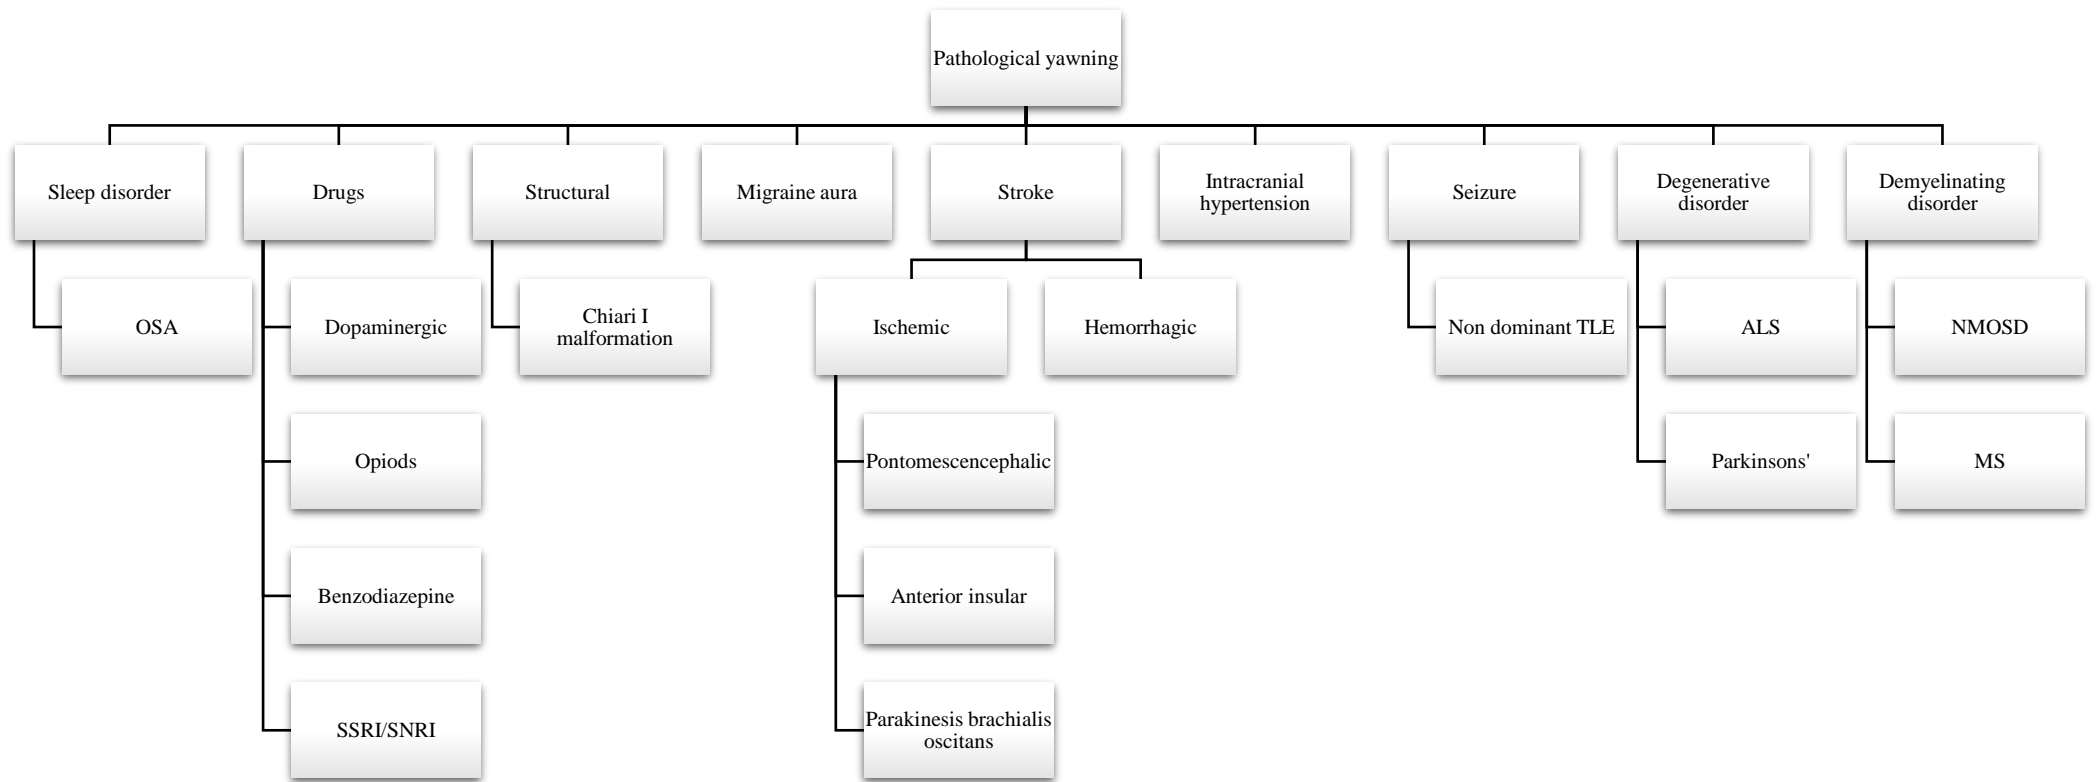 Pathological yawning
Sleep disorder
Drugs
Structural
Migraine aura
Stroke
Intracranial
hypertension
Seizure
Degenerative
disorder
Demyelinating
disorder
OSA
Dopaminergic
Chiari I
malformation
Ischemic
Hemorrhagic
Non dominant TLE
ALS
NMOSD
Opiods
Pontomescencephalic
Parkinsons'
MS
Benzodiazepine
Anterior insular
SSRI/SNRI
Parakinesis brachialis
oscitans